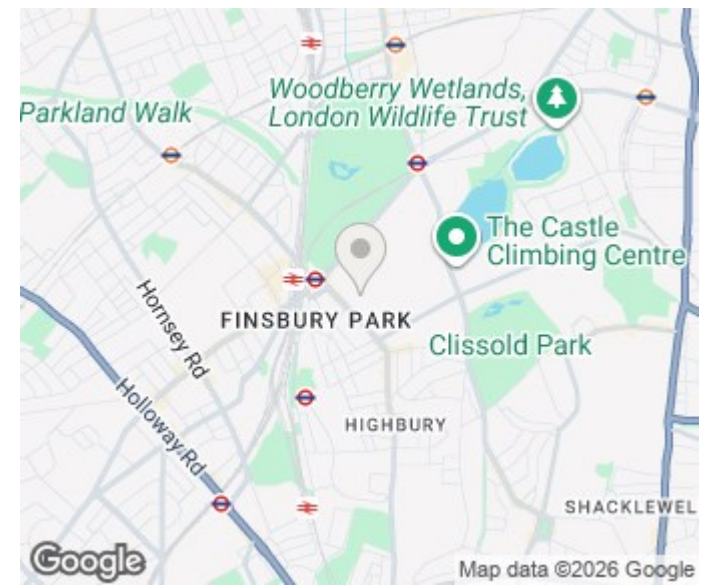 Woodberry Wetlands,
London Wildlife Trust
Parkland Walk
The Castle
Climbing Centre
Hornsey Rd
FINSBURY PARK
Clissold Park
Holloway Rd
HIGHBURY
SHACKLEWEL
Google
Map data ©2026 Google